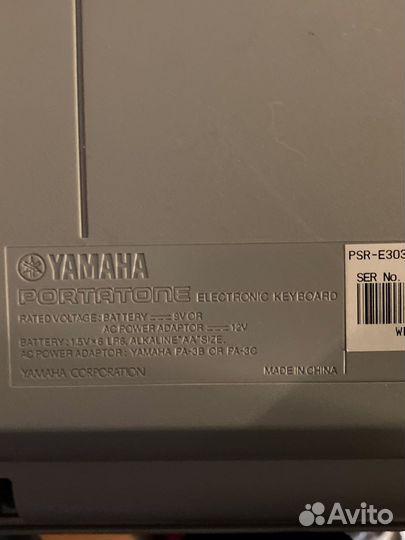 YAMAHA
PORTATONE ELECTRONIC KEYBOARD
RATED VOLTAGE: BATTERY ⎓ 9V OR
AC POWER ADAPTOR ⎓ 12V
BATTERY: 1.5V×6 LR6, ALKALINE"AA"SIZE,
AC POWER ADAPTOR: YAMAHA PA-3B OR PA-3C
YAMAHA CORPORATION MADE IN CHINA
PSR-E303
SER No.
Avito